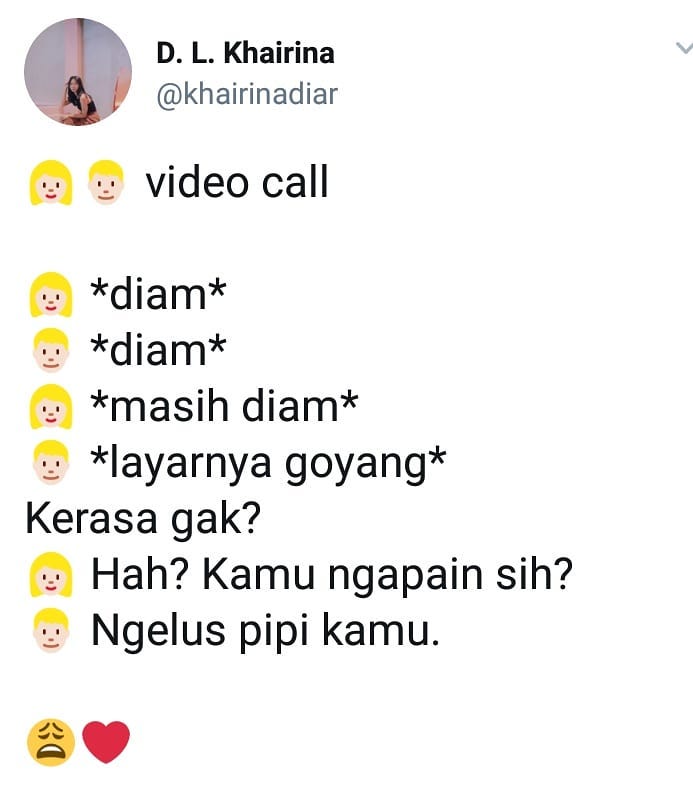 D. L. Khairina
@khairinadiar
👱‍♀️👱‍♂️ video call
👱‍♀️ *diam*
👱‍♂️ *diam*
👱‍♀️ *masih diam*
👱‍♂️ *layarnya goyang*
Kerasa gak?
👱‍♀️ Hah? Kamu ngapain sih?
👱‍♂️ Ngelus pipi kamu.
😩❤️